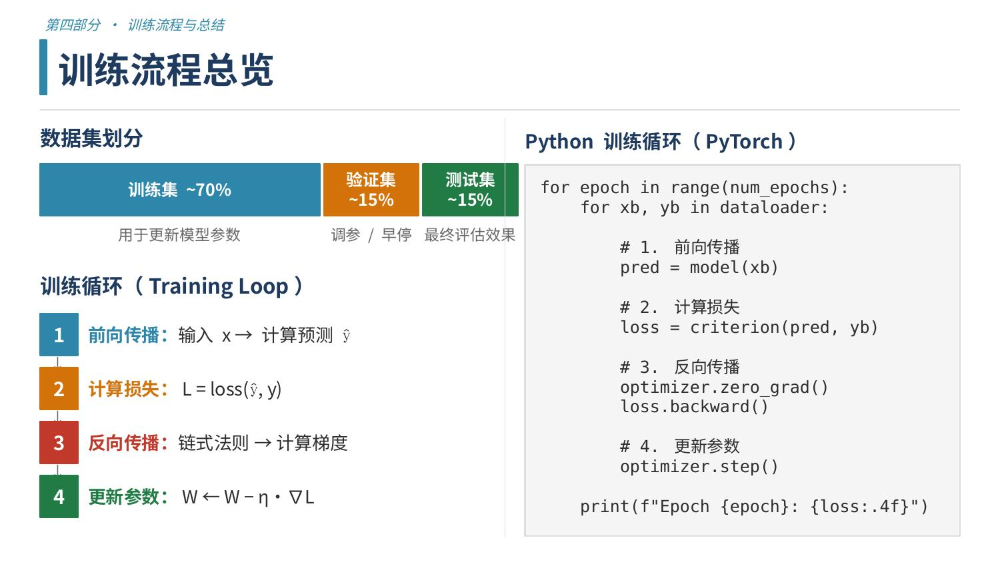 第四部分 · 训练流程与总结
训练流程总览
数据集划分
训练集 ~70%
验证集
~15%
测试集
~15%
用于更新模型参数
调参 / 早停
最终评估效果
训练循环（Training Loop）
1 前向传播：输入 x → 计算预测 ŷ
2 计算损失： L = loss(ŷ, y)
3 反向传播：链式法则 → 计算梯度
4 更新参数： W ← W − η · ∇L
Python 训练循环（PyTorch）
for epoch in range(num_epochs):
    for xb, yb in dataloader:
        # 1. 前向传播
        pred = model(xb)
        # 2. 计算损失
        loss = criterion(pred, yb)
        # 3. 反向传播
        optimizer.zero_grad()
        loss.backward()
        # 4. 更新参数
        optimizer.step()
    print(f"Epoch {epoch}: {loss:.4f}")